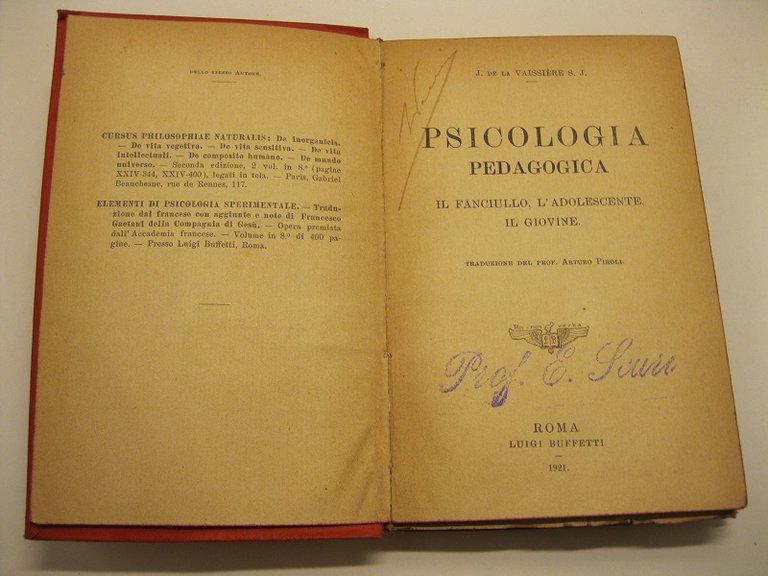 DELLO STESSO AUTORE.
CURSUS PHILOSOPHIAE NATURALIS: De inorganicis.
— De vita vegetiva. — De vita sensitiva. — De vita
intellectuali. — De composito humano. — De mundo
universo. — Seconda edizione, 2 vol. in 8.º (pagine
XXIV-344, XXIV-400), legati in tela. — Paris, Gabriel
Beauchesne, rue de Rennes, 117.
ELEMENTI DI PSICOLOGIA SPERIMENTALE. — Tradu-
zione dal francese con aggiunte e note di Francesco
Gaetani della Compagnia di Gesù. — Opera premiata
dall'Accademia francese. — Volume in 8.º di 400 pa-
gine. — Presso Luigi Buffetti, Roma.
J. DE LA VAISSIÈRE S. J.
PSICOLOGIA
PEDAGOGICA
IL FANCIULLO, L'ADOLESCENTE,
IL GIOVINE.
TRADUZIONE DEL PROF. ARTURO PIROLI.
Prof. E.
ROMA
LUIGI BUFFETTI
—
1921.